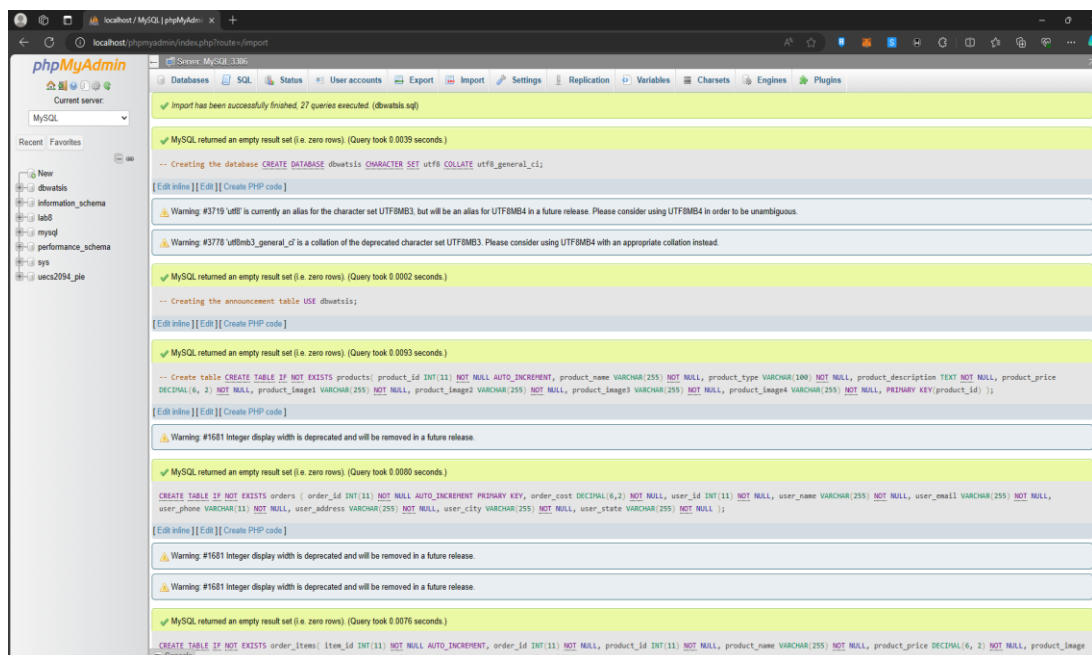 localhost / MySQL | phpMyAdmi
localhost/phpmyadmin/index.php?route=/import
phpMyAdmin
Current server:
MySQL
Recent Favorites
New
dbwatsis
information_schema
lab8
mysql
performance_schema
sys
uecs2094_pie
Server: MySQL:3306
Databases SQL Status User accounts Export Import Settings Replication Variables Charsets Engines Plugins
Import has been successfully finished, 27 queries executed. (dbwatsis.sql)
MySQL returned an empty result set (i.e. zero rows). (Query took 0.0039 seconds.)
-- Creating the database CREATE DATABASE dbwatsis CHARACTER SET utf8 COLLATE utf8_general_ci;
[ Edit inline ] [ Edit ] [ Create PHP code ]
Warning: #3719 'utf8' is currently an alias for the character set UTF8MB3, but will be an alias for UTF8MB4 in a future release. Please consider using UTF8MB4 in order to be unambiguous.
Warning: #3778 'utf8mb3_general_ci' is a collation of the deprecated character set UTF8MB3. Please consider using UTF8MB4 with an appropriate collation instead.
MySQL returned an empty result set (i.e. zero rows). (Query took 0.0002 seconds.)
-- Creating the announcement table USE dbwatsis;
[ Edit inline ] [ Edit ] [ Create PHP code ]
MySQL returned an empty result set (i.e. zero rows). (Query took 0.0093 seconds.)
-- Create table CREATE TABLE IF NOT EXISTS products( product_id INT(11) NOT NULL AUTO_INCREMENT, product_name VARCHAR(255) NOT NULL, product_type VARCHAR(100) NOT NULL, product_description TEXT NOT NULL, product_price
DECIMAL(6, 2) NOT NULL, product_image1 VARCHAR(255) NOT NULL, product_image2 VARCHAR(255) NOT NULL, product_image3 VARCHAR(255) NOT NULL, product_image4 VARCHAR(255) NOT NULL, PRIMARY KEY(product_id) );
[ Edit inline ] [ Edit ] [ Create PHP code ]
Warning: #1681 Integer display width is deprecated and will be removed in a future release.
MySQL returned an empty result set (i.e. zero rows). (Query took 0.0080 seconds.)
CREATE TABLE IF NOT EXISTS orders ( order_id INT(11) NOT NULL AUTO_INCREMENT PRIMARY KEY, order_cost DECIMAL(6,2) NOT NULL, user_id INT(11) NOT NULL, user_name VARCHAR(255) NOT NULL, user_email VARCHAR(255) NOT NULL,
user_phone VARCHAR(11) NOT NULL, user_address VARCHAR(255) NOT NULL, user_city VARCHAR(255) NOT NULL, user_state VARCHAR(255) NOT NULL );
[ Edit inline ] [ Edit ] [ Create PHP code ]
Warning: #1681 Integer display width is deprecated and will be removed in a future release.
Warning: #1681 Integer display width is deprecated and will be removed in a future release.
MySQL returned an empty result set (i.e. zero rows). (Query took 0.0076 seconds.)
CREATE TABLE IF NOT EXISTS order_items( item_id INT(11) NOT NULL AUTO_INCREMENT, order_id INT(11) NOT NULL, product_id INT(11) NOT NULL, product_name VARCHAR(255) NOT NULL, product_price DECIMAL(6, 2) NOT NULL, product_image